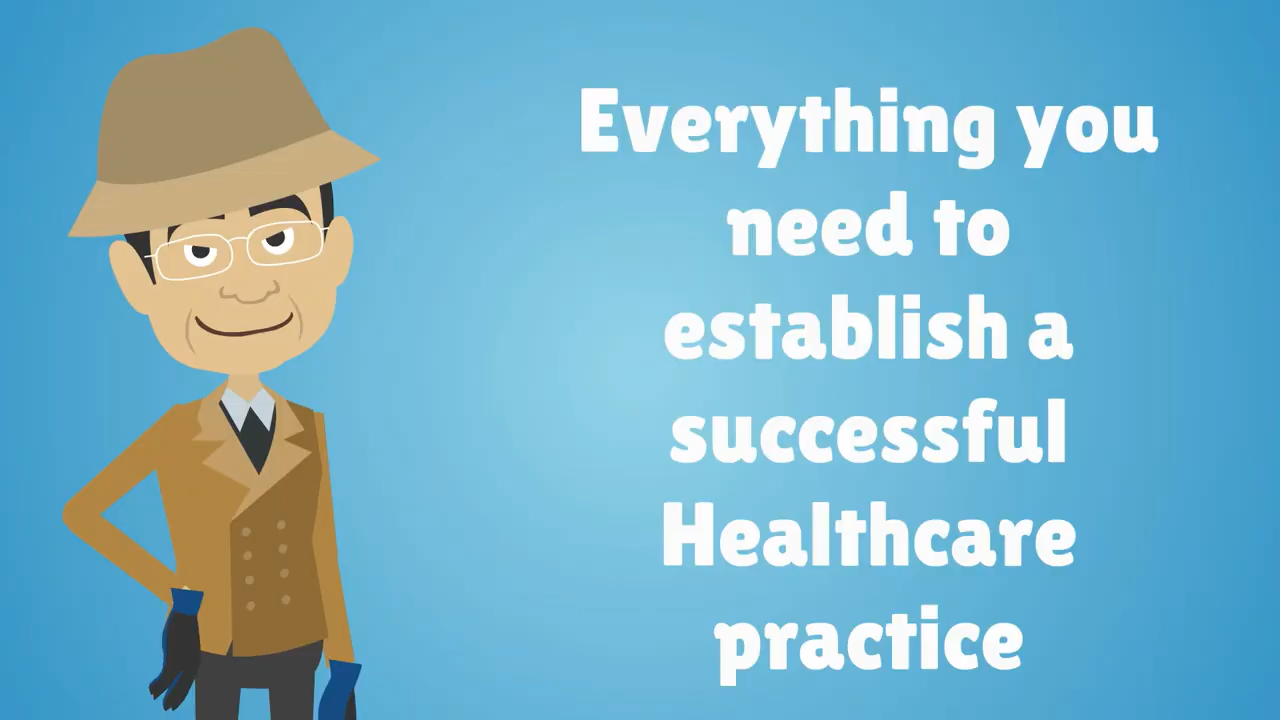 Everything you
need to
establish a
successful
Healthcare
practice